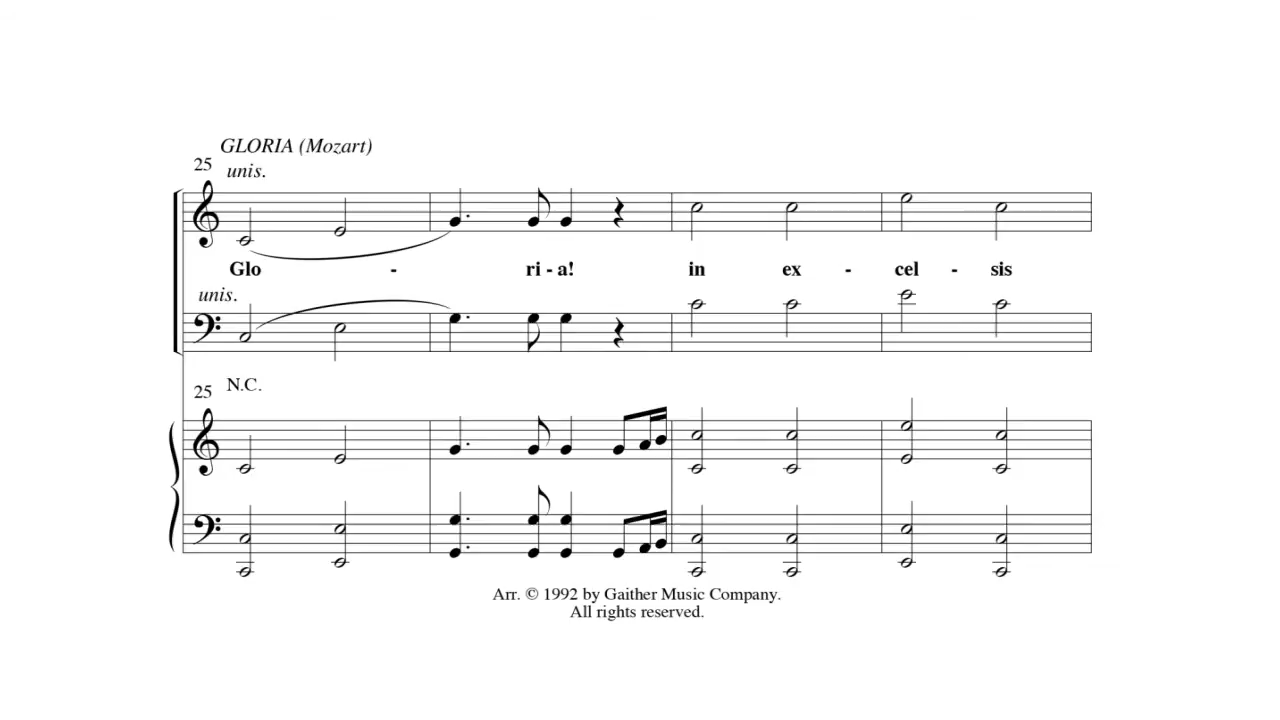 GLORIA (Mozart)
25 unis.
Glo - ri - a! in ex - cel - sis
unis.
25 N.C.
Arr. © 1992 by Gaither Music Company.
All rights reserved.